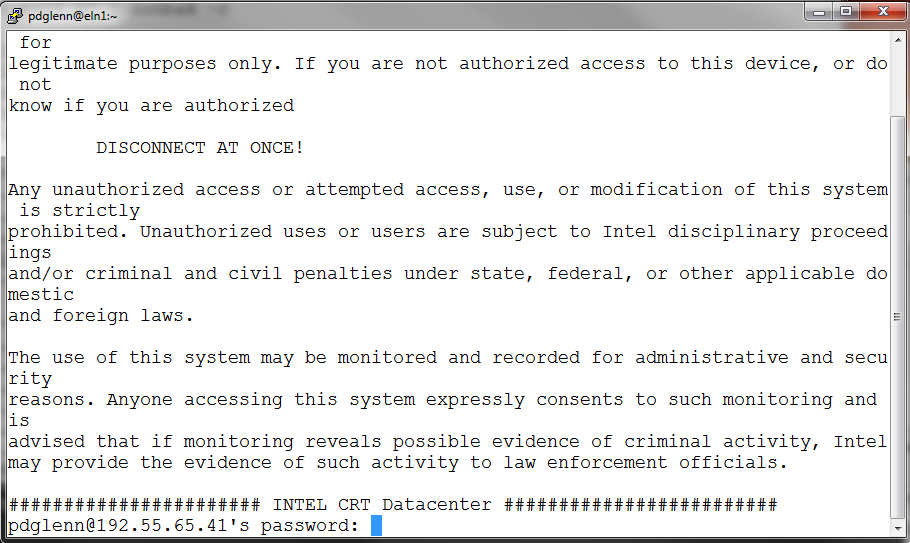 pdglenn@eln1:~
 for
legitimate purposes only. If you are not authorized access to this device, or do
 not
know if you are authorized
DISCONNECT AT ONCE!
Any unauthorized access or attempted access, use, or modification of this system
 is strictly
prohibited. Unauthorized uses or users are subject to Intel disciplinary proceed
ings
and/or criminal and civil penalties under state, federal, or other applicable do
mestic
and foreign laws.
The use of this system may be monitored and recorded for administrative and secu
rity
reasons. Anyone accessing this system expressly consents to such monitoring and
is
advised that if monitoring reveals possible evidence of criminal activity, Intel
may provide the evidence of such activity to law enforcement officials.
####################### INTEL CRT Datacenter #########################
pdglenn@192.55.65.41's password: